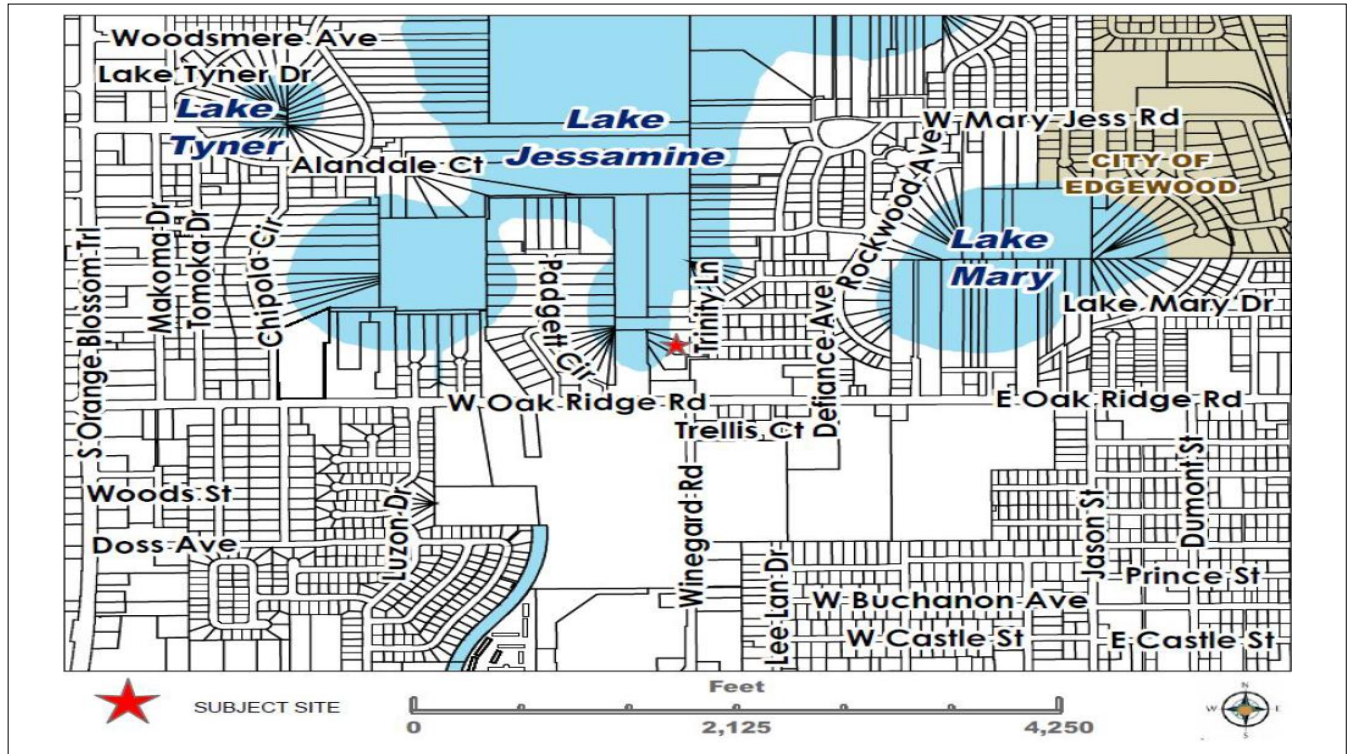 Woodsmere Ave
Lake Tyner Dr
Lake
Tyner
Alandale Ct
Lake
Jessamine
W Mary Jess Rd
CITY OF
EDGEWOOD
Rockwood Ave
Lake
Mary
Lake Mary Dr
S Orange Blossom Trl
Makoma Dr
Tomoka Dr
Chipola Cir
Padgett Cir
Trinity Ln
Defiance Ave
W Oak Ridge Rd
E Oak Ridge Rd
Trellis Ct
Woods St
Doss Ave
Luzon Dr
Winegard Rd
Lee Lan Dr
Jason St
Dumont St
Prince St
W Buchanon Ave
W Castle St
E Castle St
SUBJECT SITE
Feet
0
2,125
4,250
N
W
E
S